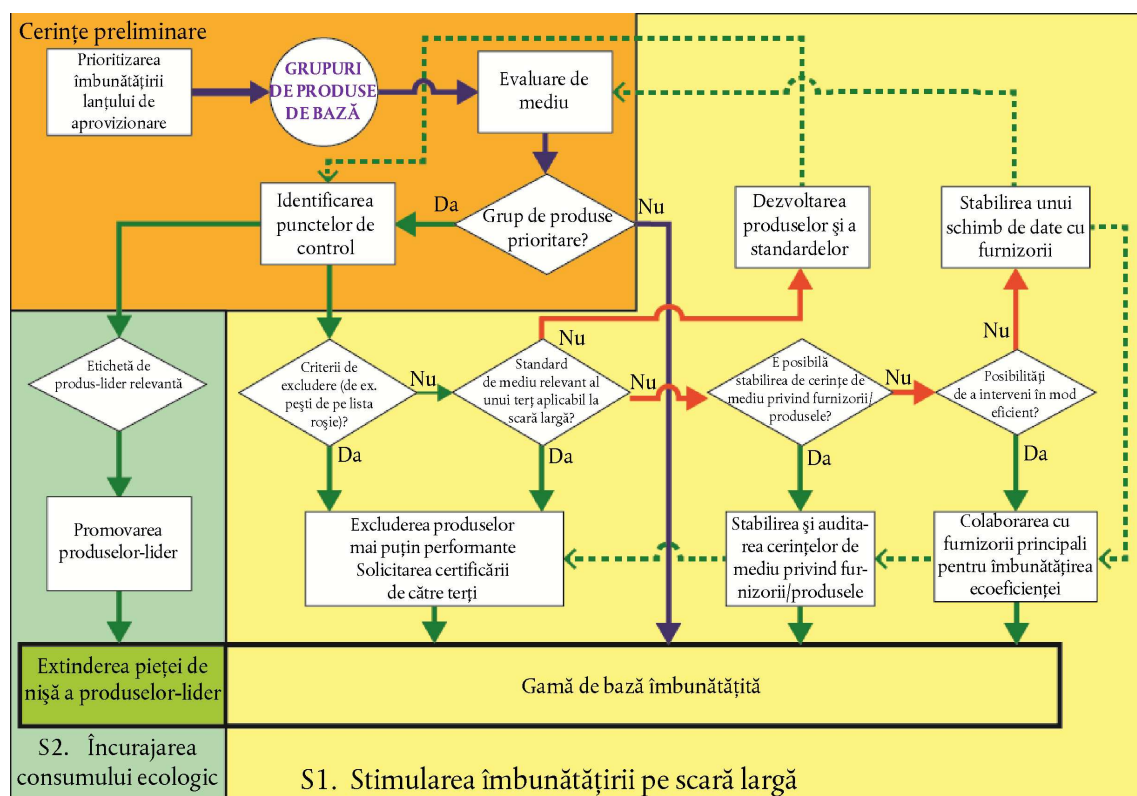 Cerințe preliminare
Prioritizarea
îmbunătățirii
lanțului de
aprovizionare
GRUPURI
DE PRODUSE
DE BAZĂ
Evaluare de
mediu
Identificarea
punctelor de
control
Da
Grup de produse
prioritare?
Nu
Dezvoltarea
produselor şi a
standardelor
Stabilirea unui
schimb de date cu
furnizorii
Etichetă de
produs-lider relevantă
Criterii de
excludere (de ex.
peşti de pe lista
roşie)?
Nu
Nu
Standard
de mediu relevant al
unui terț aplicabil la
scară largă?
Nu
E posibilă
stabilirea de cerințe de
mediu privind furnizorii/
produsele?
Nu
Nu
Posibilități
de a interveni în mod
eficient?
Da
Da
Da
Da
Promovarea
produselor-lider
Excluderea produselor
mai puțin performante
Solicitarea certificării
de către terți
Stabilirea şi audita-
rea cerințelor de
mediu privind fur-
nizorii/produsele
Colaborarea cu
furnizorii principali
pentru îmbunătățirea
ecoeficienței
Extinderea pieței de
nişă a produselor-lider
Gamă de bază îmbunătățită
S2. Încurajarea
consumului ecologic
S1. Stimularea îmbunătățirii pe scară largă